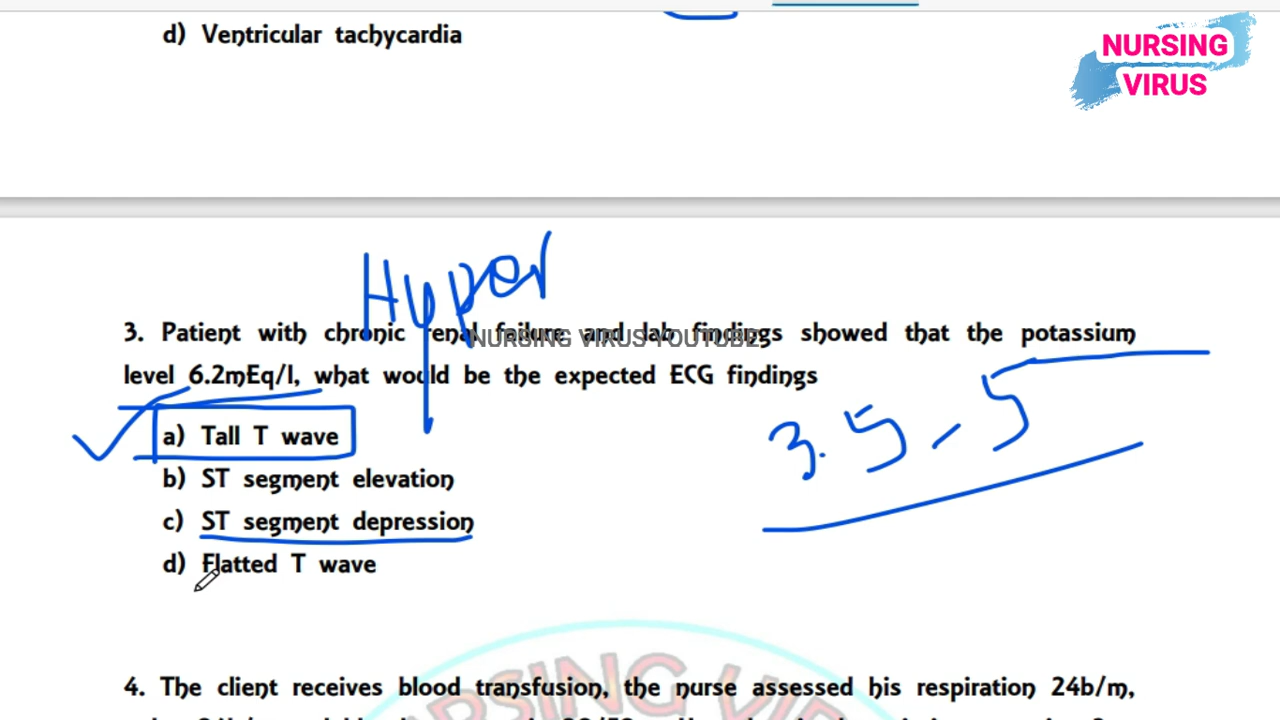 d) Ventricular tachycardia
NURSING
VIRUS
Hyper
3. Patient with chronic renal failure and lab findings showed that the potassium
NURSING VIRUS YOUTUBE
level 6.2mEq/l, what would be the expected ECG findings
3.5 - 5
a) Tall T wave
b) ST segment elevation
c) ST segment depression
d) Flatted T wave
NURSING VIRUS
4. The client receives blood transfusion, the nurse assessed his respiration 24b/m,